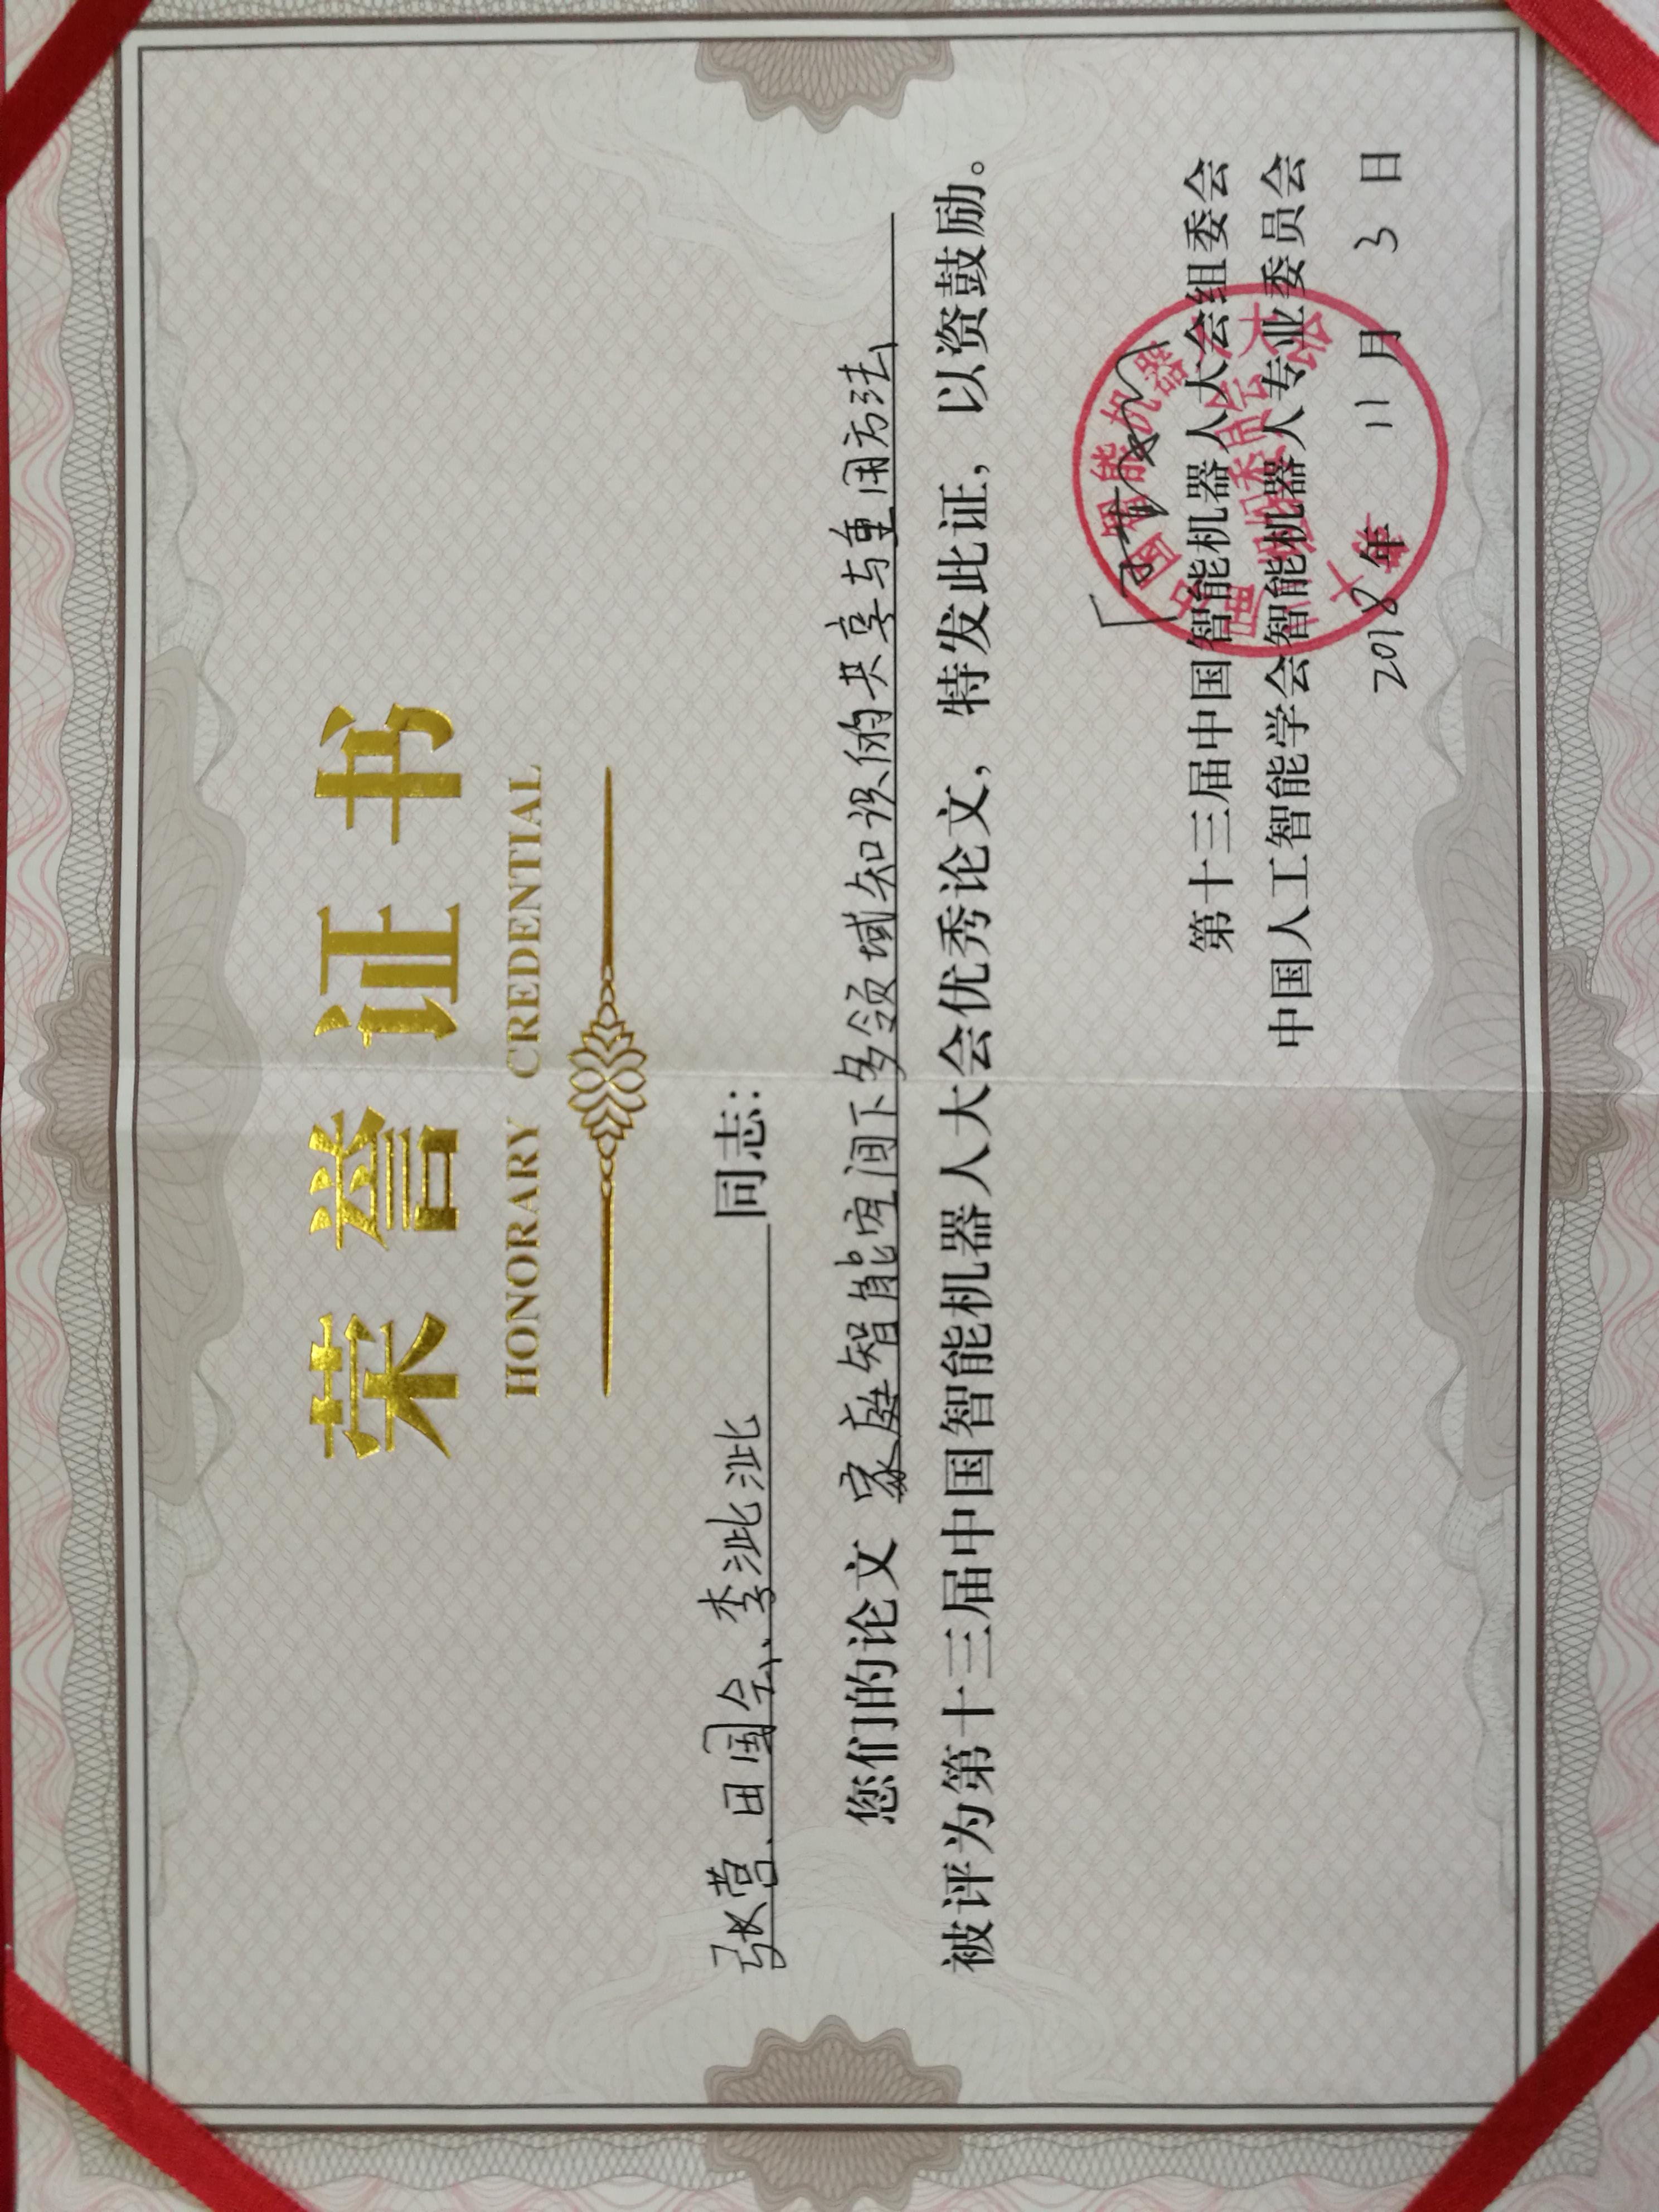 荣誉证书
HONORARY CREDENTIAL
张营、田国会、李泚泚 同志:
您们的论文 家庭智能空间下多领域知识的共享与重用方法
被评为第十三届中国智能机器人大会优秀论文，特发此证，以资鼓励。
第十三届中国智能机器人大会组委会
中国人工智能学会智能机器人专业委员会
2018年 11月 3日